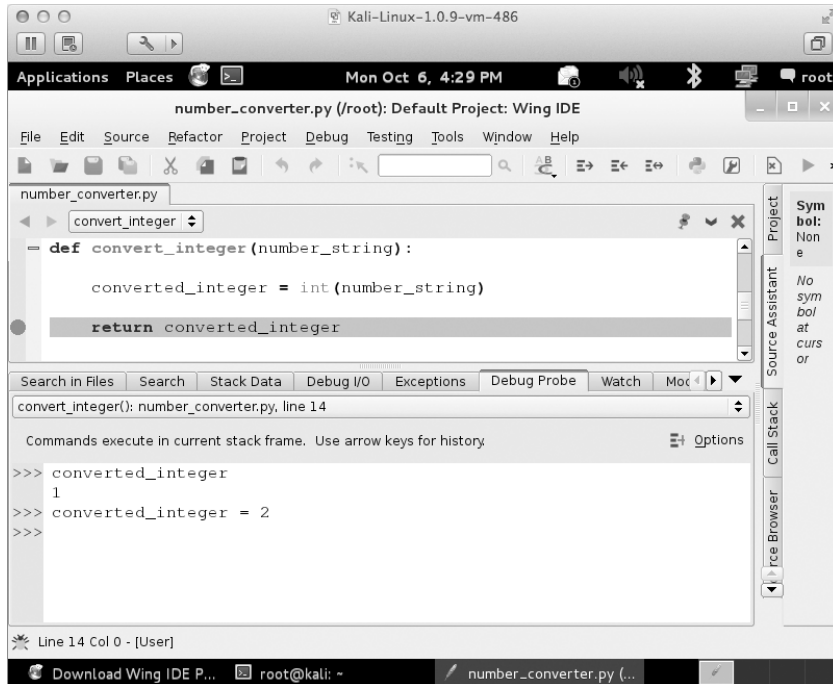 Kali-Linux-1.0.9-vm-486
Applications Places Mon Oct 6, 4:29 PM root
number_converter.py (/root): Default Project: Wing IDE
File Edit Source Refactor Project Debug Testing Tools Window Help
number_converter.py
convert_integer
def convert_integer(number_string):
converted_integer = int(number_string)
return converted_integer
Project
Source Assistant
Call Stack
rce Browser
Sym
bol:
Non
e
No
sym
bol
at
curs
or
Search in Files Search Stack Data Debug I/O Exceptions Debug Probe Watch Moc
convert_integer(): number_converter.py, line 14
Commands execute in current stack frame. Use arrow keys for history. Options
>>> converted_integer
1
>>> converted_integer = 2
>>>
Line 14 Col 0 - [User]
Download Wing IDE P... root@kali: ~ number_converter.py (...